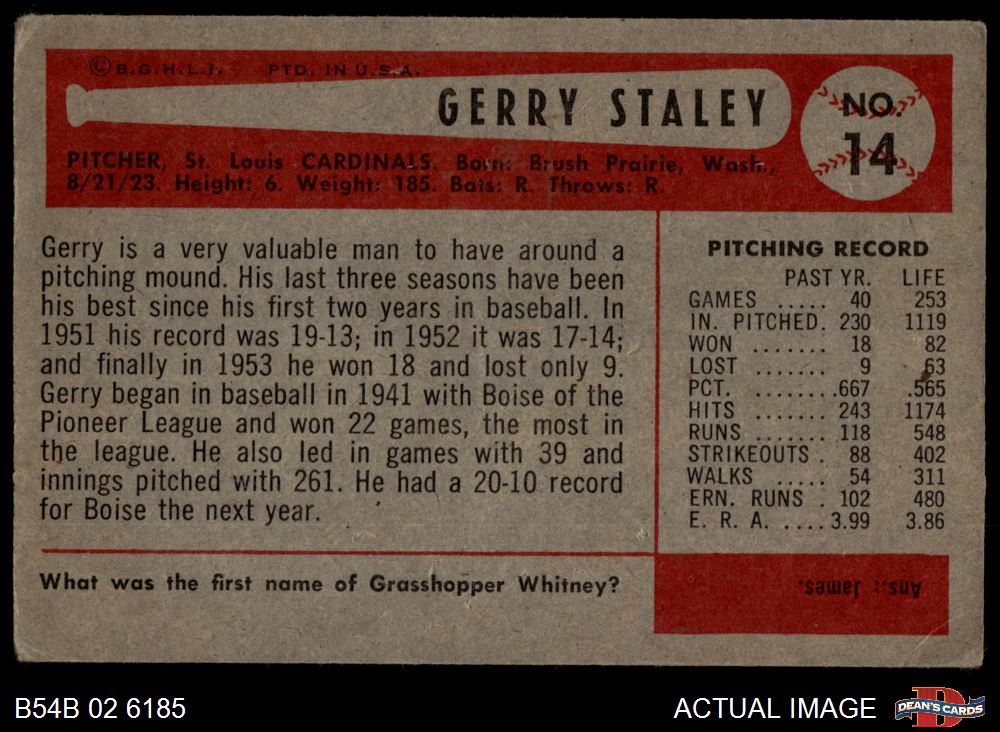 © B.G.H.L.I. PTD. IN U.S.A.
GERRY STALEY
NO.
14
PITCHER, St. Louis CARDINALS. Born: Brush Prairie, Wash.,
8/21/23. Height: 6. Weight: 185. Bats: R. Throws: R.
Gerry is a very valuable man to have around a
pitching mound. His last three seasons have been
his best since his first two years in baseball. In
1951 his record was 19-13; in 1952 it was 17-14;
and finally in 1953 he won 18 and lost only 9.
Gerry began in baseball in 1941 with Boise of the
Pioneer League and won 22 games, the most in
the league. He also led in games with 39 and
innings pitched with 261. He had a 20-10 record
for Boise the next year.
PITCHING RECORD
PAST YR. LIFE
GAMES ..... 40 253
IN. PITCHED. 230 1119
WON ....... 18 82
LOST ....... 9 63
PCT. ....... .667 .565
HITS ....... 243 1174
RUNS ....... 118 548
STRIKEOUTS . 88 402
WALKS ..... 54 311
ERN. RUNS . 102 480
E. R. A. .... 3.99 3.86
What was the first name of Grasshopper Whitney?
Ans.: James.
B54B 02 6185
ACTUAL IMAGE
D
DEAN'S CARDS